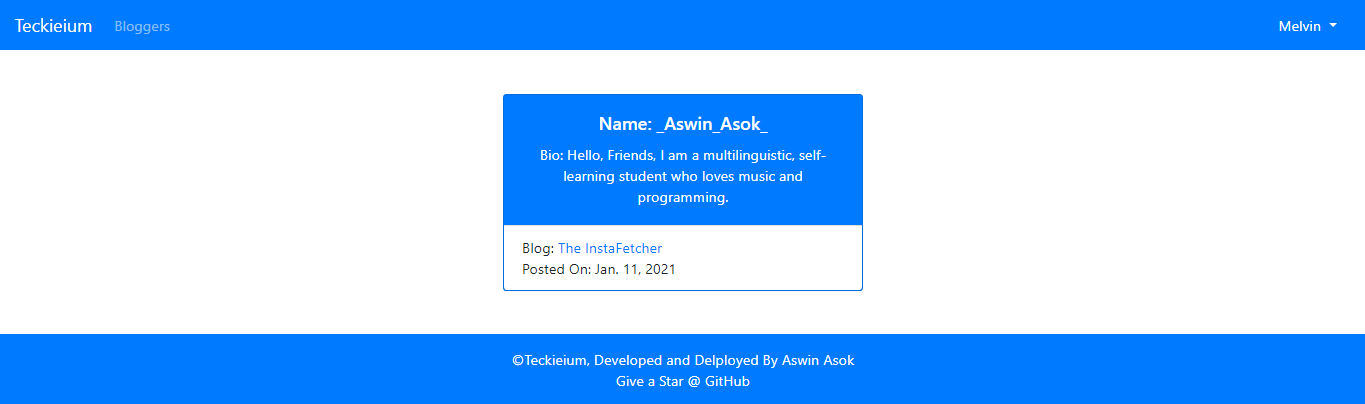 Teckieium Bloggers Melvin
Name: _Aswin_Asok_
Bio: Hello, Friends, I am a multilinguistic, self-
learning student who loves music and
programming.
Blog: The InstaFetcher
Posted On: Jan. 11, 2021
©Teckieium, Developed and Delployed By Aswin Asok
Give a Star @ GitHub